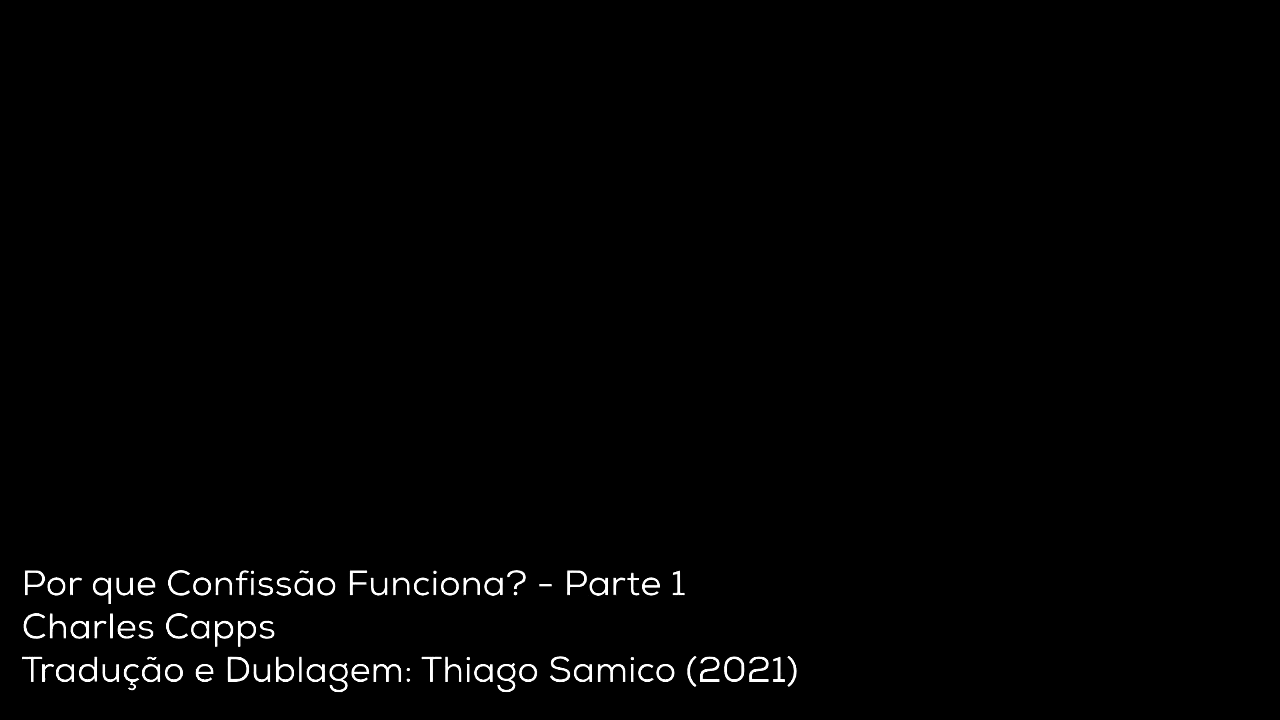 Por que Confissão Funciona? - Parte 1
Charles Capps
Tradução e Dublagem: Thiago Samico (2021)